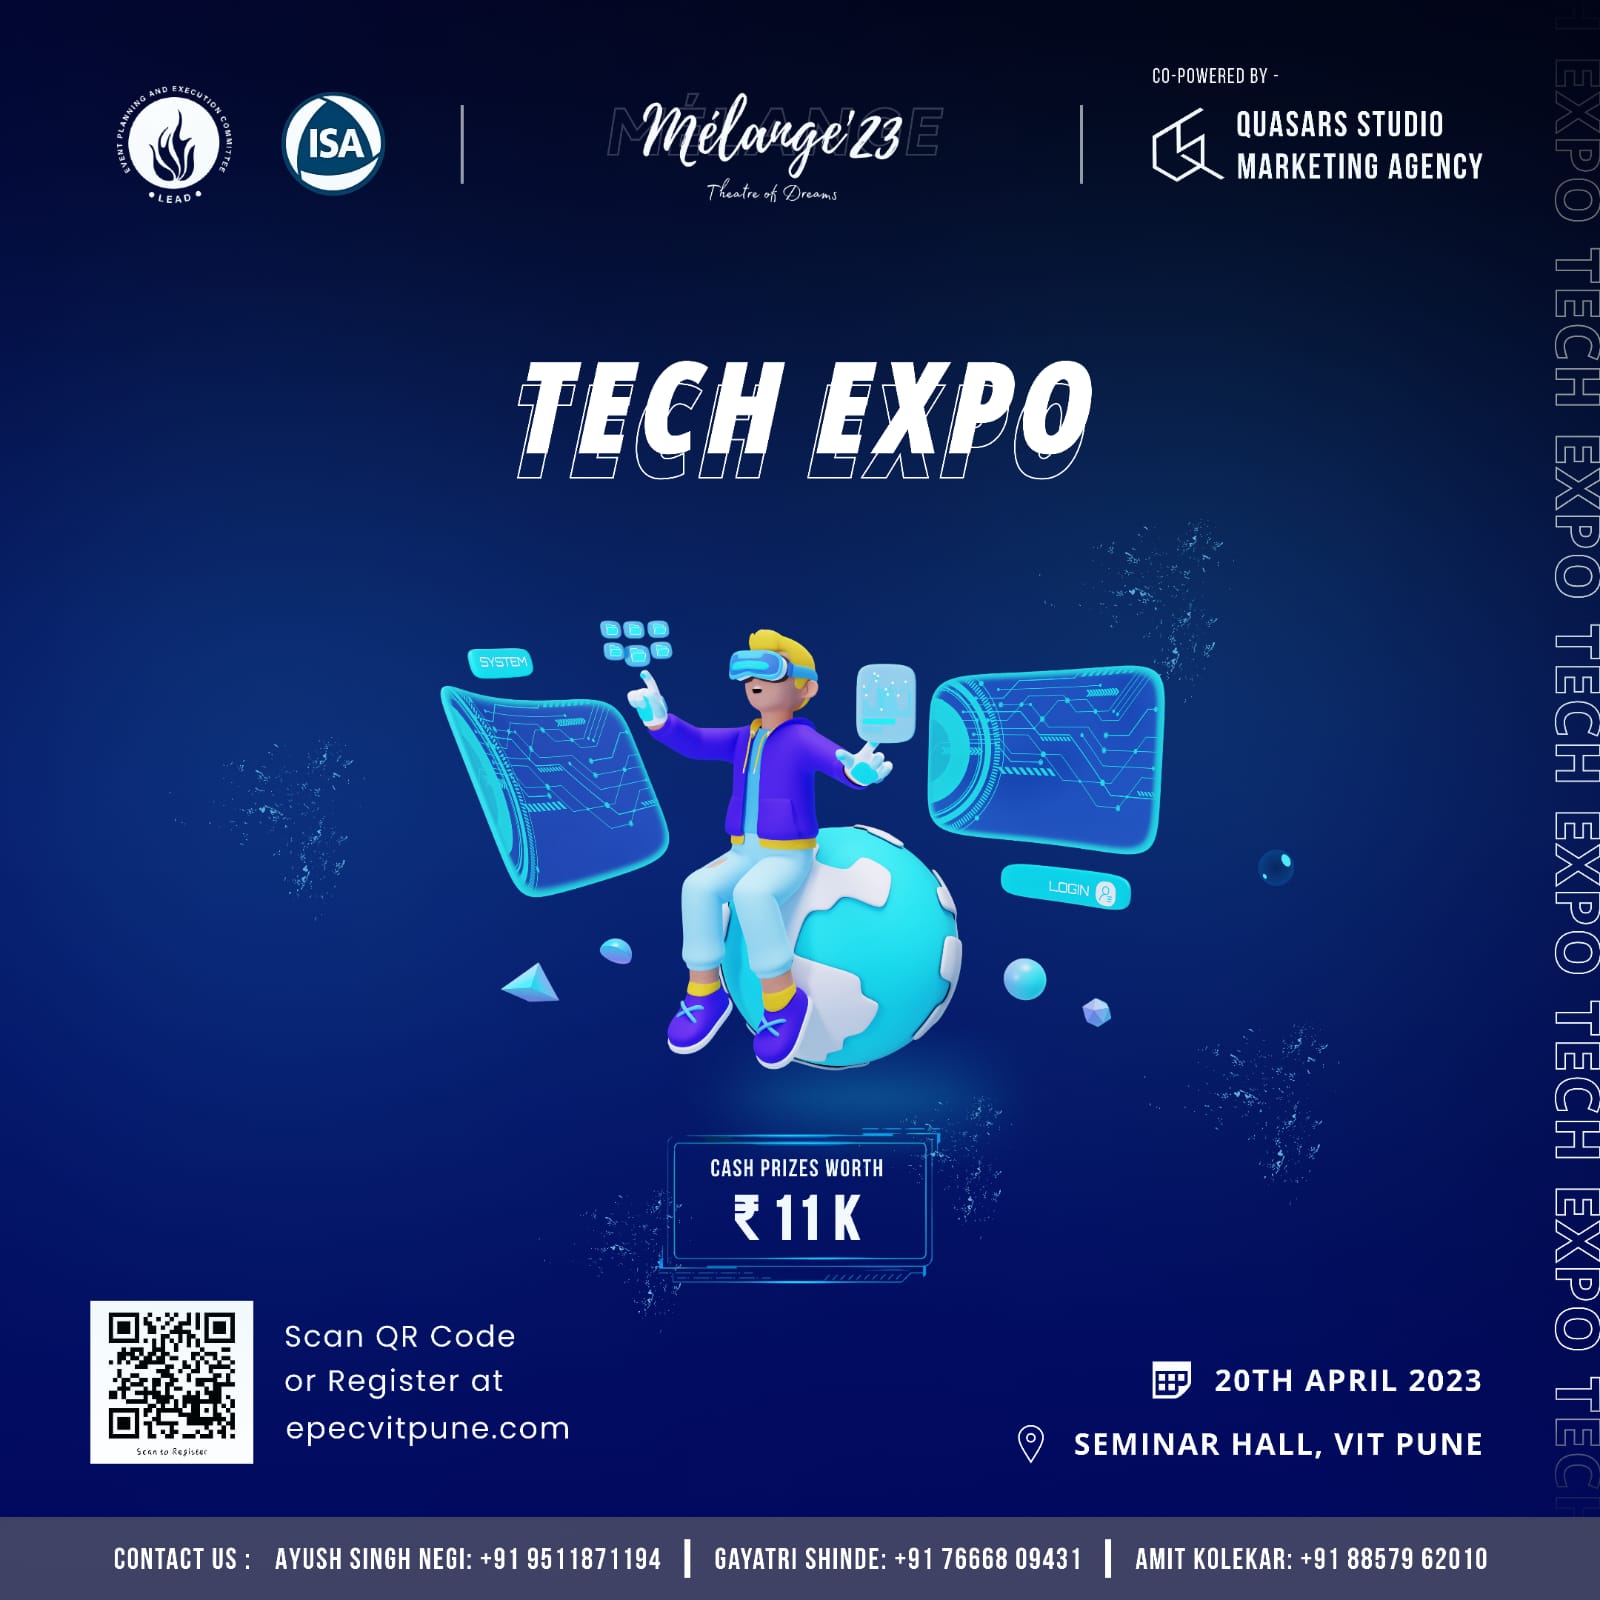 EVENT PLANNING AND EXECUTION COMMITTEE
• LEAD •
ISA
MÉLANGE
Mélange'23
Theatre of Dreams
CO-POWERED BY -
QUASARS STUDIO
MARKETING AGENCY
TECH EXPO
TECH EXPO
SYSTEM
LOGIN
CASH PRIZES WORTH
₹ 11 K
Scan QR Code
or Register at
epecvitpune.com
Scan to Register
20TH APRIL 2023
SEMINAR HALL, VIT PUNE
CONTACT US : AYUSH SINGH NEGI: +91 9511871194 | GAYATRI SHINDE: +91 76668 09431 | AMIT KOLEKAR: +91 88579 62010
H EXPO TECH EXPO TECH EXPO TECH EXPO TECH